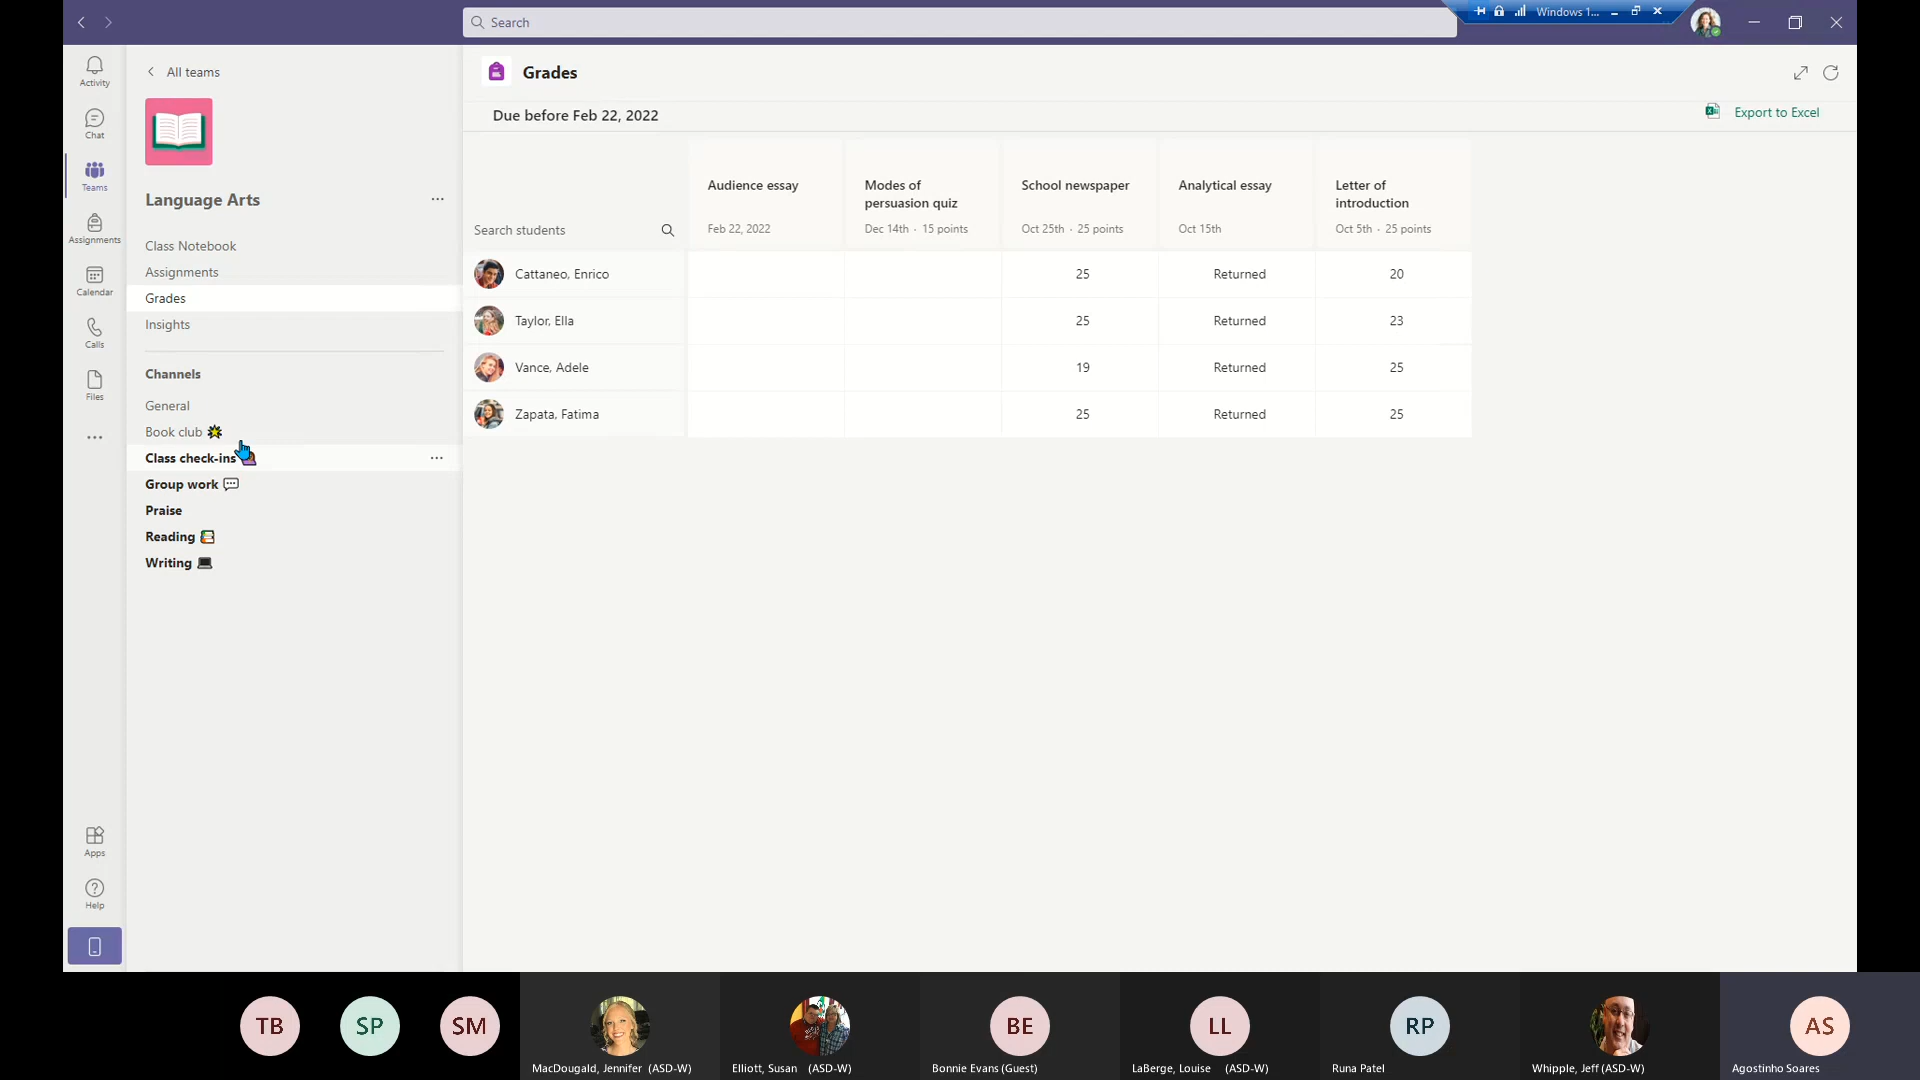 Search
Windows 1...
Activity
Chat
Teams
Assignments
Calendar
Calls
Files
Apps
Help
All teams
Language Arts
Class Notebook
Assignments
Grades
Insights
Channels
General
Book club
Class check-ins
Group work
Praise
Reading
Writing
Grades
Due before Feb 22, 2022
Export to Excel
Search students
Audience essay
Feb 22, 2022
Modes of
persuasion quiz
Dec 14th · 15 points
School newspaper
Oct 25th · 25 points
Analytical essay
Oct 15th
Letter of
introduction
Oct 5th · 25 points
Cattaneo, Enrico 25 Returned 20
Taylor, Ella 25 Returned 23
Vance, Adele 19 Returned 25
Zapata, Fatima 25 Returned 25
TB
SP
SM
BE
LL
RP
AS
MacDougald, Jennifer (ASD-W)
Elliott, Susan (ASD-W)
Bonnie Evans (Guest)
LaBerge, Louise (ASD-W)
Runa Patel
Whipple, Jeff (ASD-W)
Agostinho Soares